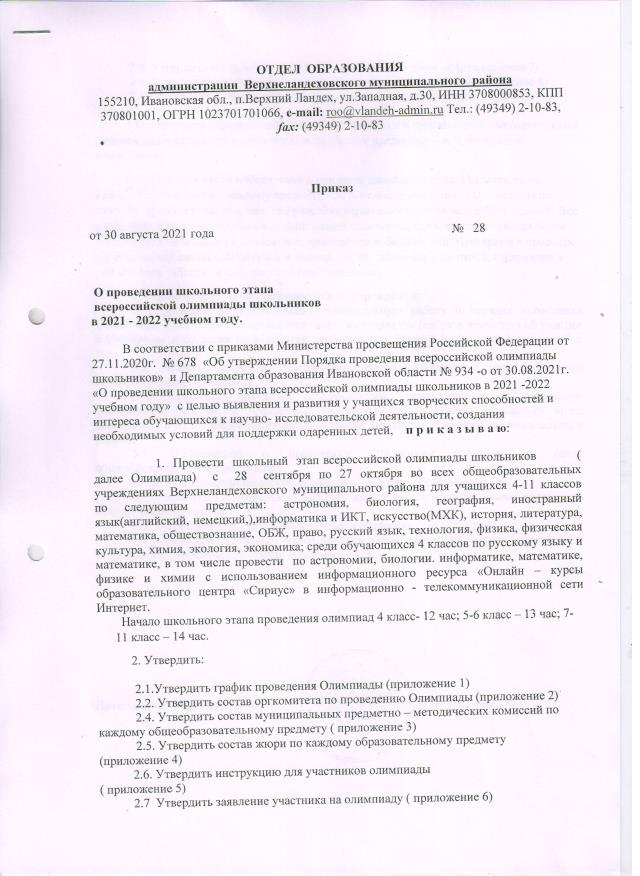 ОТДЕЛ ОБРАЗОВАНИЯ
администрации Верхнеландеховского муниципального района
155210, Ивановская обл., п.Верхний Ландех, ул.Западная, д.30, ИНН 3708000853, КПП
370801001, ОГРН 1023701701066, e-mail: roo@vlandeh-admin.ru Тел.: (49349) 2-10-83,
fax: (49349) 2-10-83
Приказ
от 30 августа 2021 года № 28
О проведении школьного этапа
всероссийской олимпиады школьников
в 2021 - 2022 учебном году.
В соответствии с приказами Министерства просвещения Российской Федерации от
27.11.2020г. № 678 «Об утверждении Порядка проведения всероссийской олимпиады
школьников» и Департамента образования Ивановской области № 934 -о от 30.08.2021г.
«О проведении школьного этапа всероссийской олимпиады школьников в 2021 -2022
учебном году» с целью выявления и развития у учащихся творческих способностей и
интереса обучающихся к научно- исследовательской деятельности, создания
необходимых условий для поддержки одаренных детей, п р и к а з ы в а ю:
1. Провести школьный этап всероссийской олимпиады школьников (
далее Олимпиада) с 28 сентября по 27 октября во всех общеобразовательных
учреждениях Верхнеландеховского муниципального района для учащихся 4-11 классов
по следующим предметам: астрономия, биология, география, иностранный
язык(английский, немецкий,),информатика и ИКТ, искусство(МХК), история, литература,
математика, обществознание, ОБЖ, право, русский язык, технология, физика, физическая
культура, химия, экология, экономика; среди обучающихся 4 классов по русскому языку и
математике, в том числе провести по астрономии, биологии. информатике, математике,
физике и химии с использованием информационного ресурса «Онлайн – курсы
образовательного центра «Сириус» в информационно - телекоммуникационной сети
Интернет.
Начало школьного этапа проведения олимпиад 4 класс- 12 час; 5-6 класс – 13 час; 7-
11 класс – 14 час.
2. Утвердить:
2.1.Утвердить график проведения Олимпиады (приложение 1)
2.2. Утвердить состав оргкомитета по проведению Олимпиады (приложение 2)
2.4. Утвердить состав муниципальных предметно – методических комиссий по
каждому общеобразовательному предмету ( приложение 3)
2.5. Утвердить состав жюри по каждому образовательному предмету
(приложение 4)
2.6. Утвердить инструкцию для участников олимпиады
( приложение 5)
2.7 Утвердить заявление участника на олимпиаду ( приложение 6)